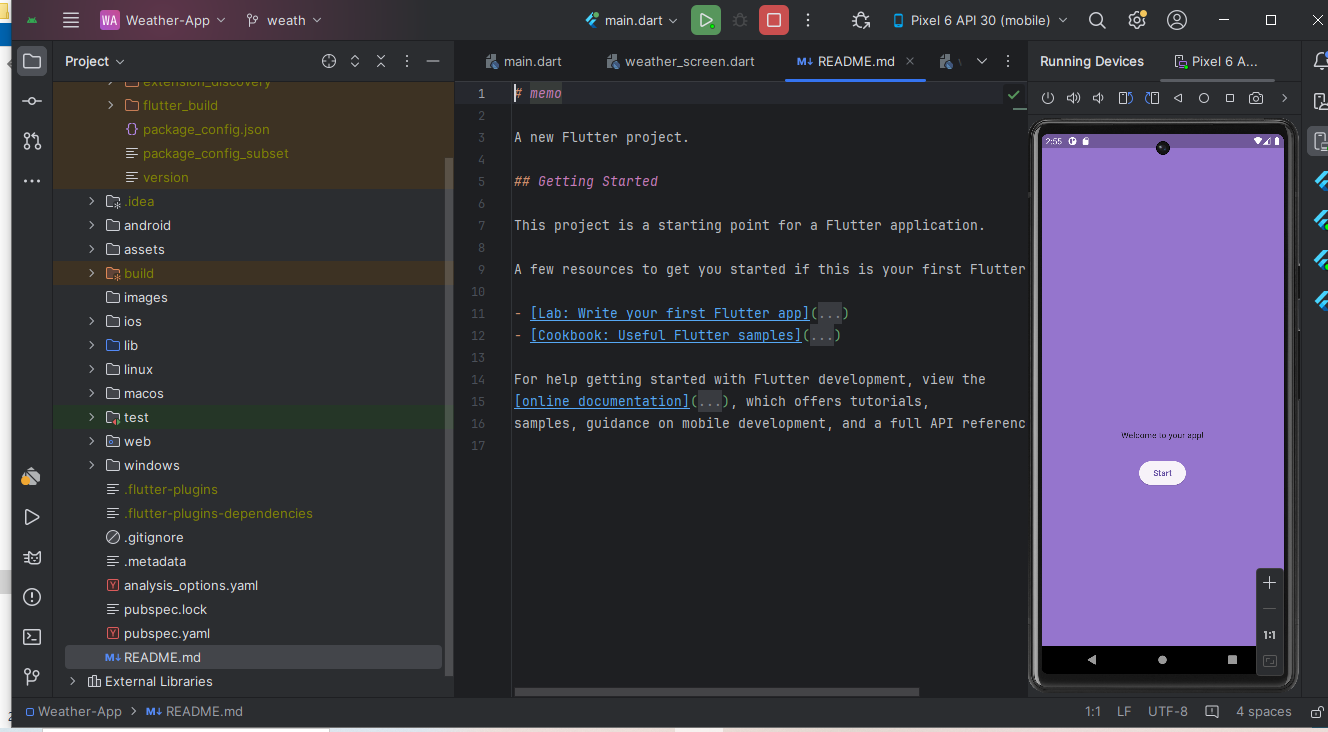 WA Weather-App weath main.dart Pixel 6 API 30 (mobile)
Project
extension_discovery
flutter_build
package_config.json
package_config_subset
version
.idea
android
assets
build
images
ios
lib
linux
macos
test
web
windows
.flutter-plugins
.flutter-plugins-dependencies
.gitignore
.metadata
analysis_options.yaml
pubspec.lock
pubspec.yaml
README.md
External Libraries
main.dart weather_screen.dart README.md
1 # memo
2
3 A new Flutter project.
4
5 ## Getting Started
6
7 This project is a starting point for a Flutter application.
8
9 A few resources to get you started if this is your first Flutter
10
11 - [Lab: Write your first Flutter app](...)
12 - [Cookbook: Useful Flutter samples](...)
13
14 For help getting started with Flutter development, view the
15 [online documentation](...), which offers tutorials,
16 samples, guidance on mobile development, and a full API referenc
17
Running Devices Pixel 6 A...
2:55
Welcome to your app!
Start
1:1
Weather-App > README.md
1:1 LF UTF-8 4 spaces